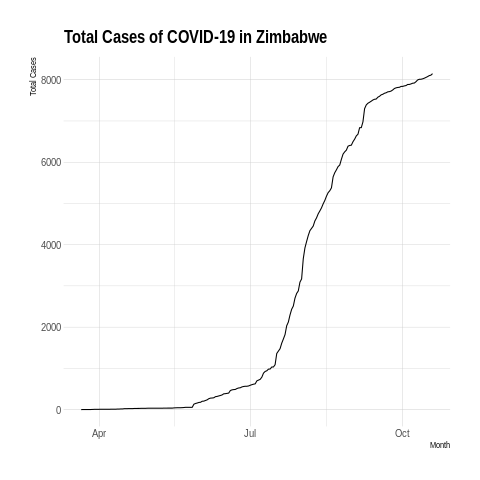 Total Cases of COVID-19 in Zimbabwe
Total Cases
8000
6000
4000
2000
0
Apr
Jul
Oct
Month